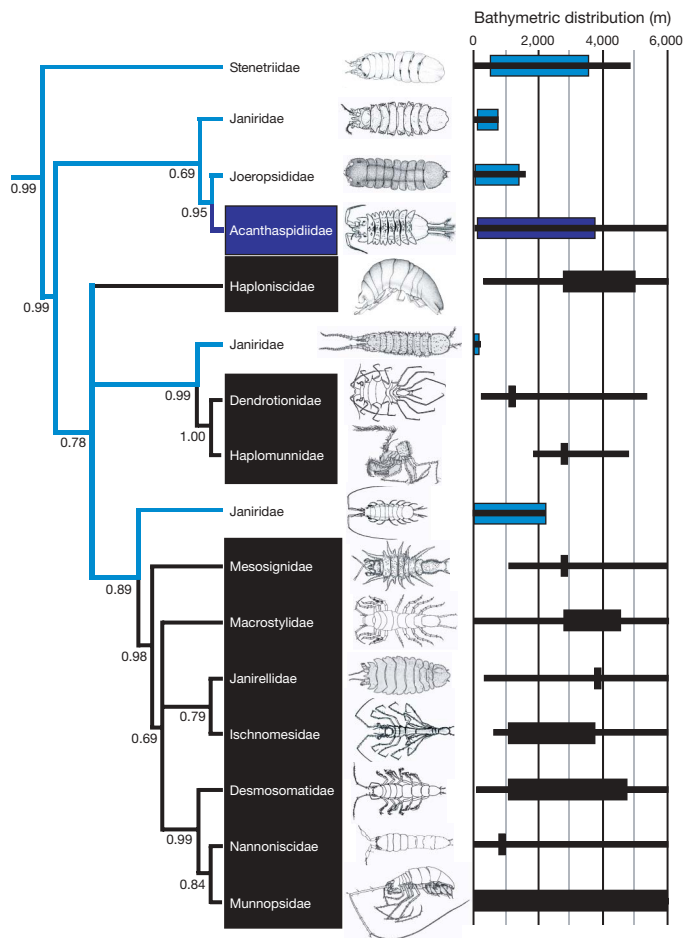 Bathymetric distribution (m)
0 2,000 4,000 6,000
Stenetriidae
Janiridae
0.99
0.69
Joeropsididae
0.95
Acanthaspidiidae
Haploniscidae
0.99
Janiridae
0.99
Dendrotionidae
1.00
0.78
Haplomunnidae
Janiridae
Mesosignidae
0.89
Macrostylidae
0.98
Janirellidae
0.79
0.69
Ischnomesidae
Desmosomatidae
0.99
Nannoniscidae
0.84
Munnopsidae